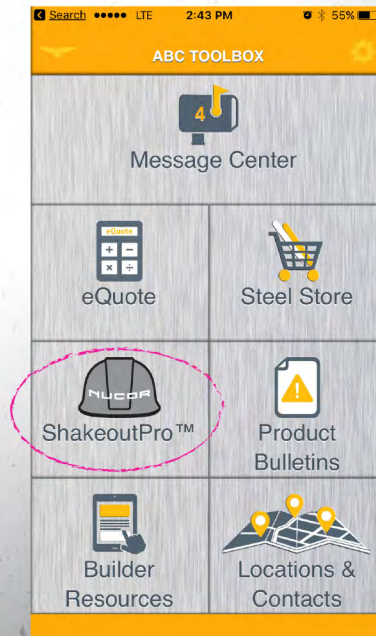 Search ●●●●● LTE 2:43 PM 55%
ABC TOOLBOX
4
Message Center
eQuote
eQuote
Steel Store
NUCOR
ShakeoutPro™
Product
Bulletins
Builder
Resources
Locations &
Contacts